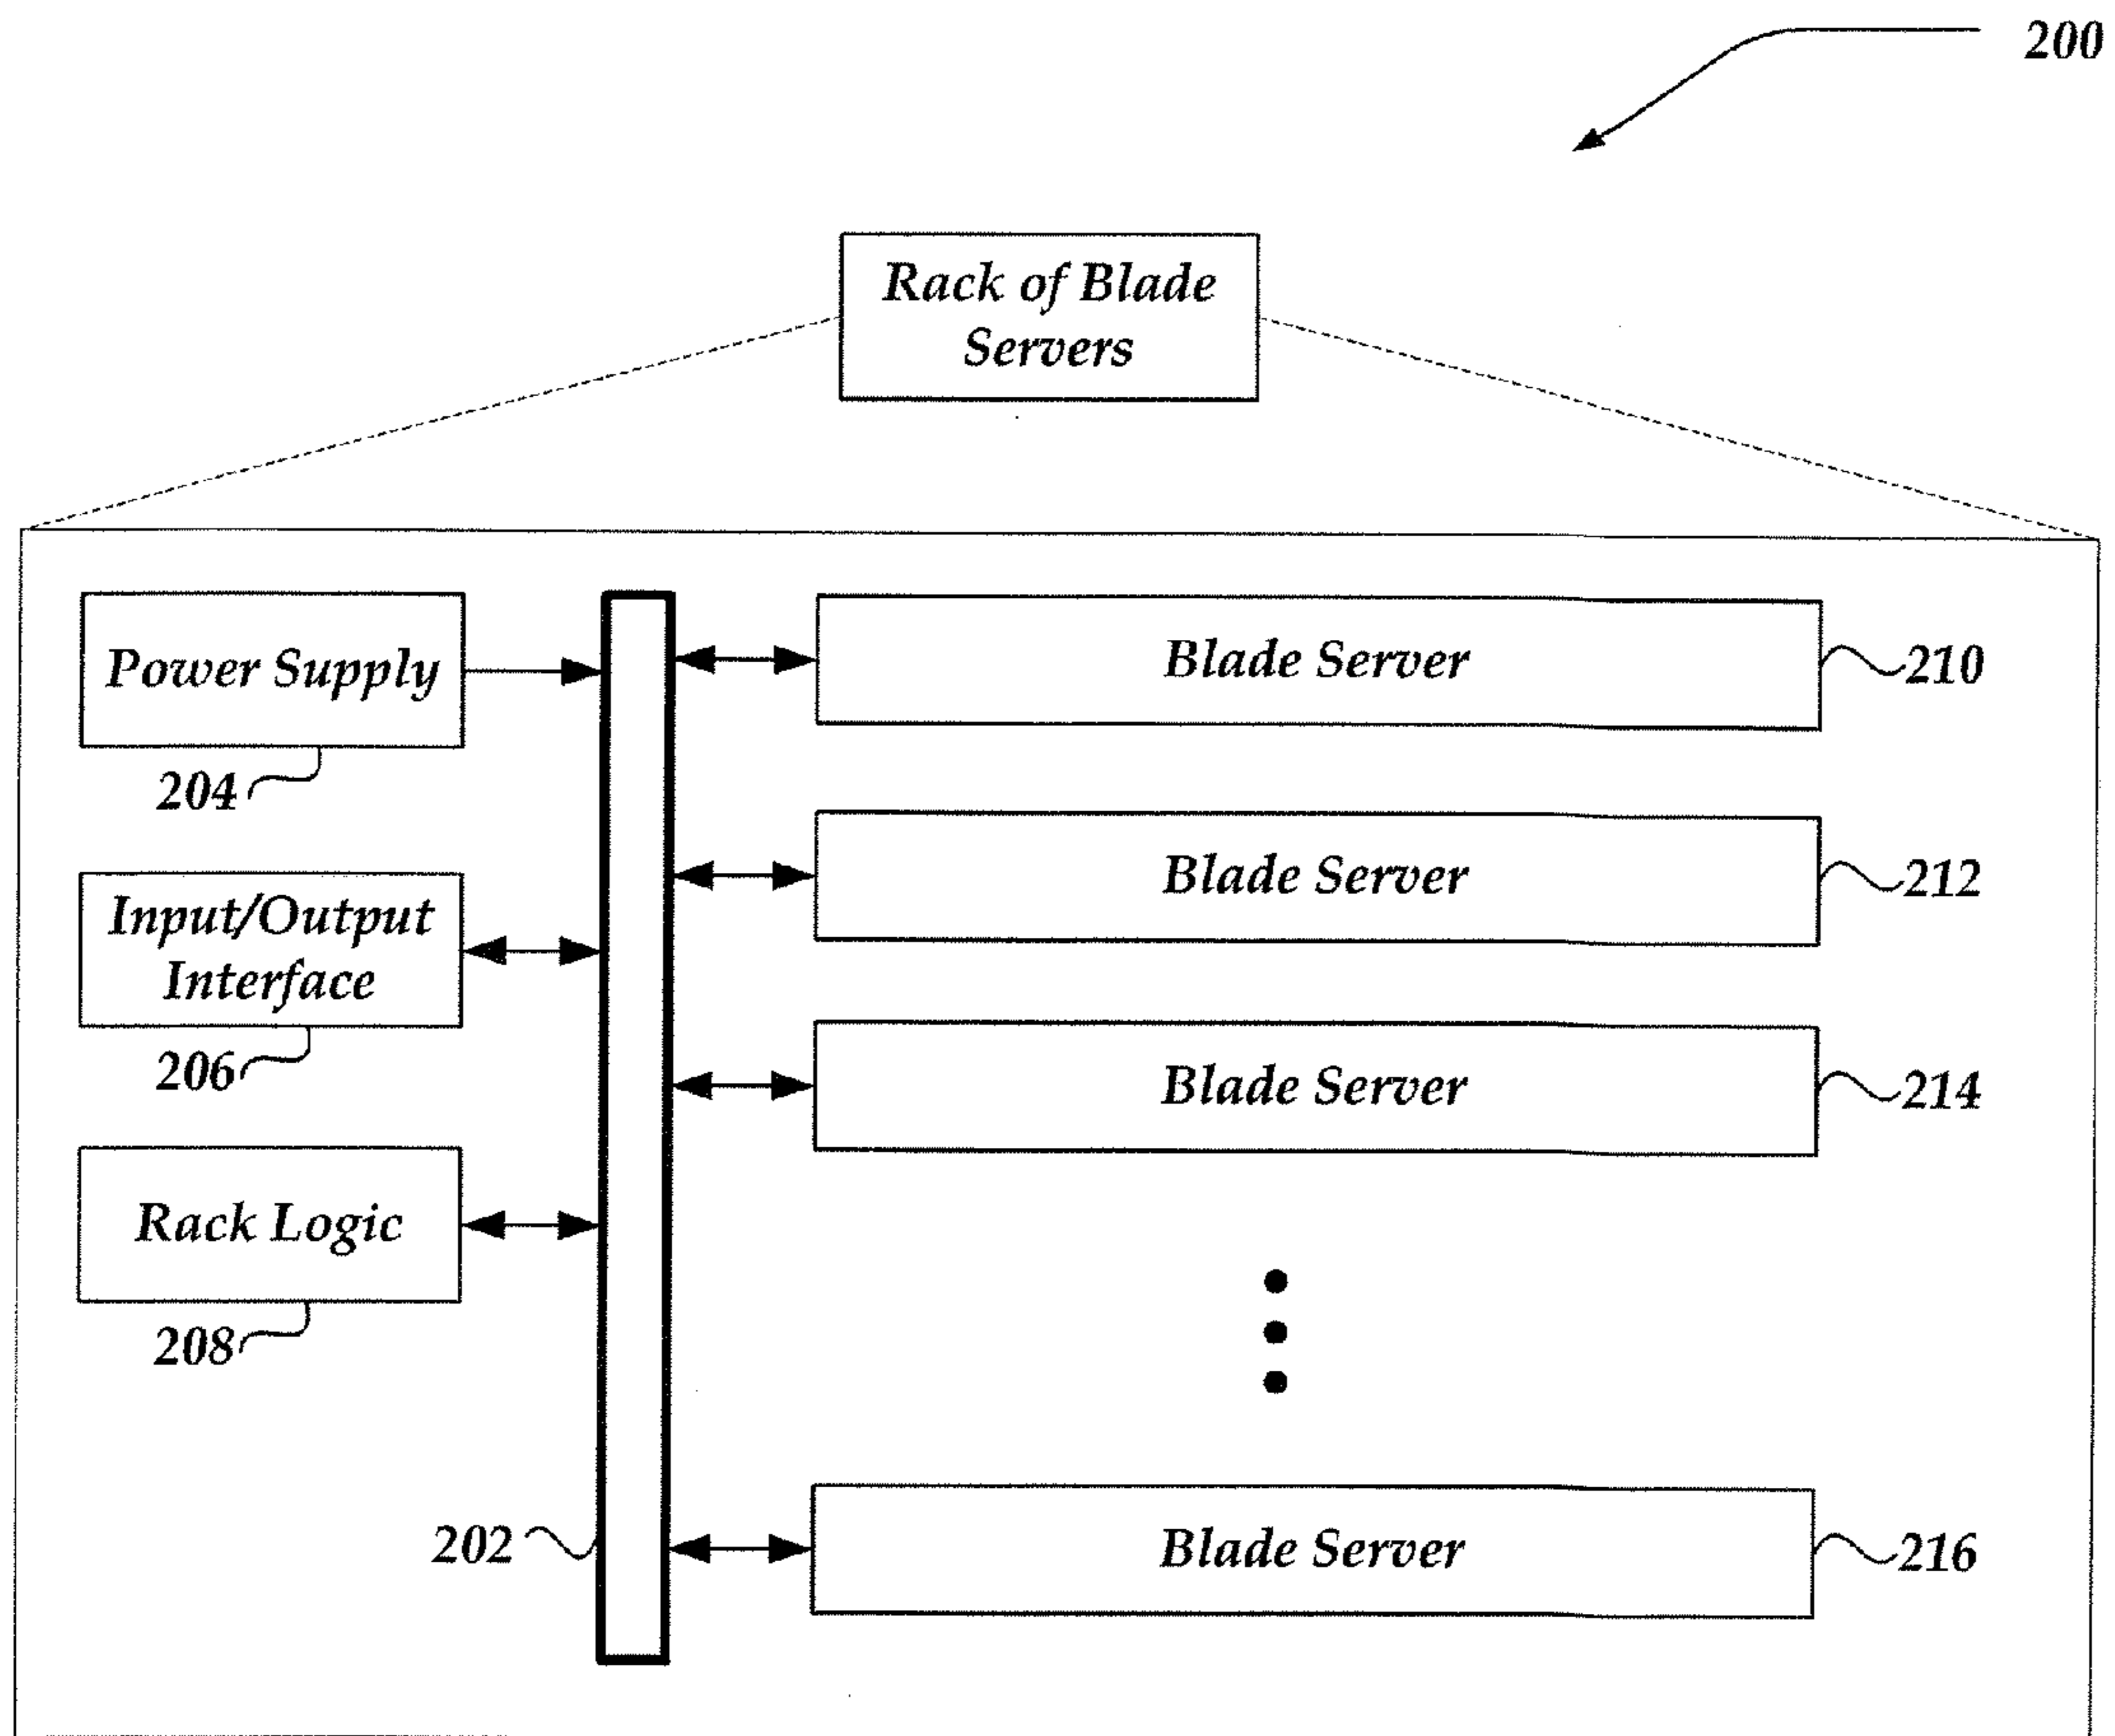 200
Rack of Blade
Servers
Power Supply
204
Input/Output
Interface
206
Rack Logic
208
202
Blade Server
210
Blade Server
212
Blade Server
214
Blade Server
216